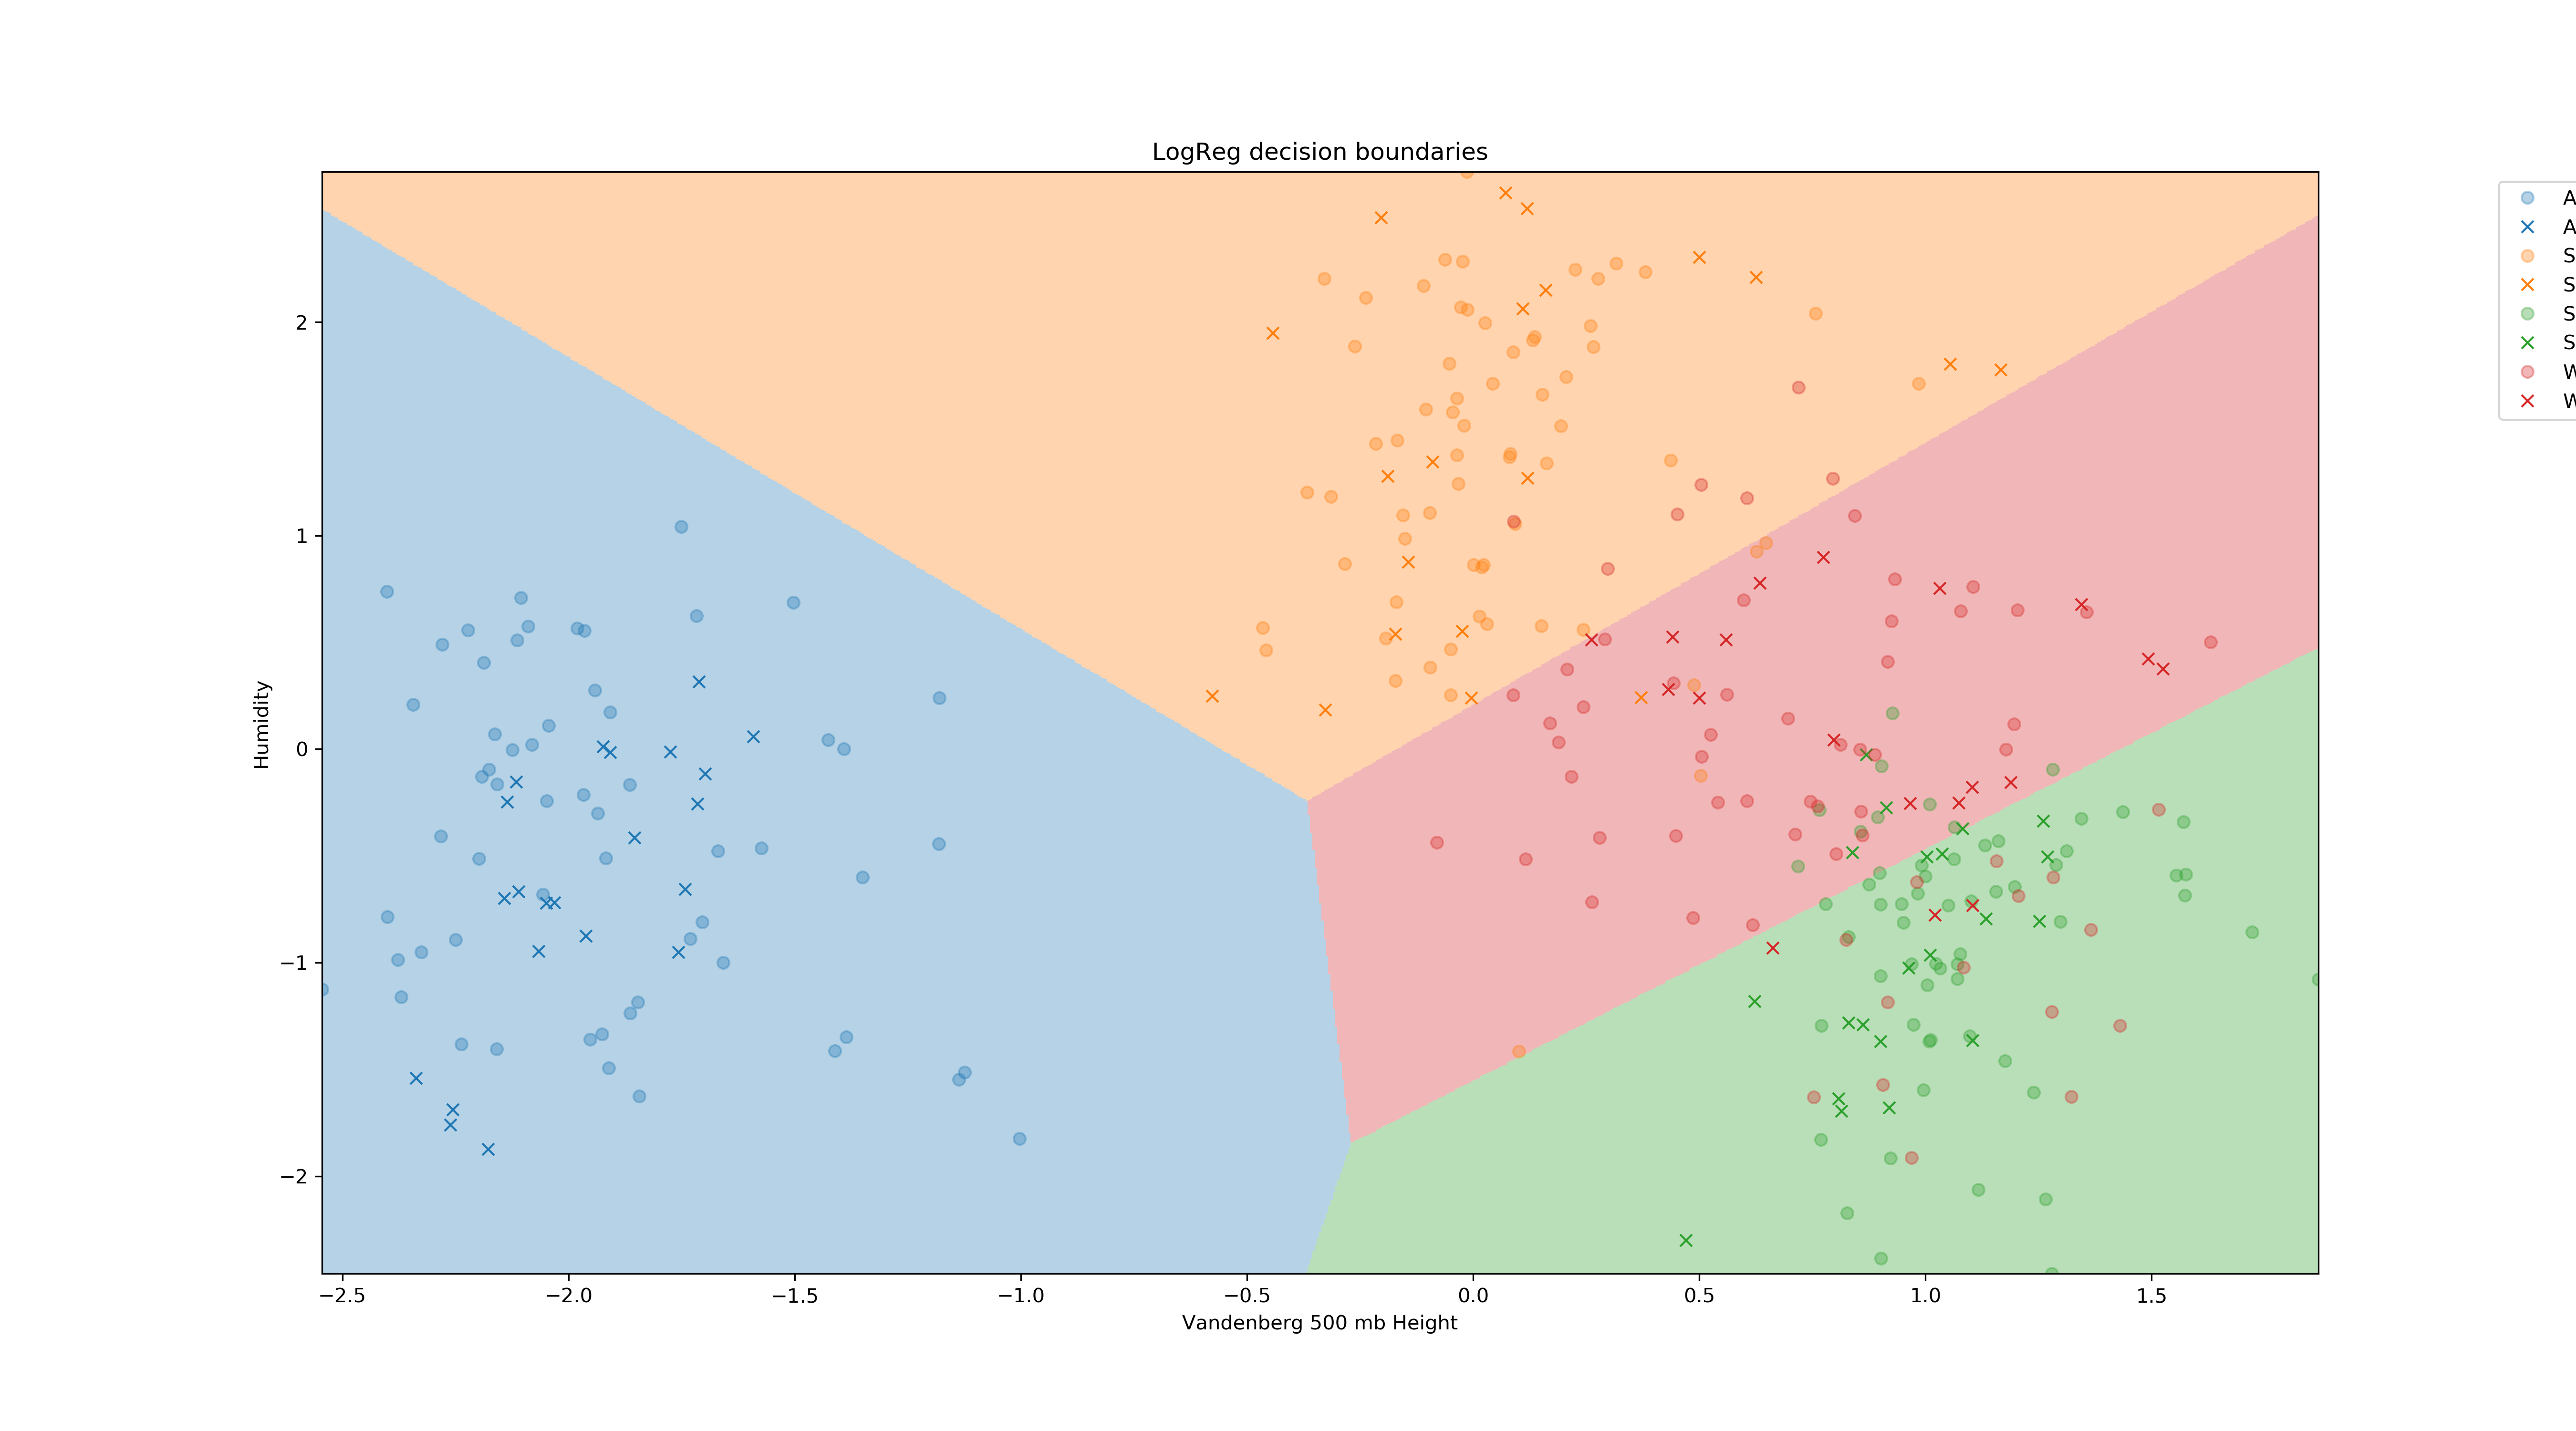 LogReg decision boundaries
A
A
S
S
S
S
W
W
2
1
0
−1
−2
Humidity
−2.5 −2.0 −1.5 −1.0 −0.5 0.0 0.5 1.0 1.5
Vandenberg 500 mb Height